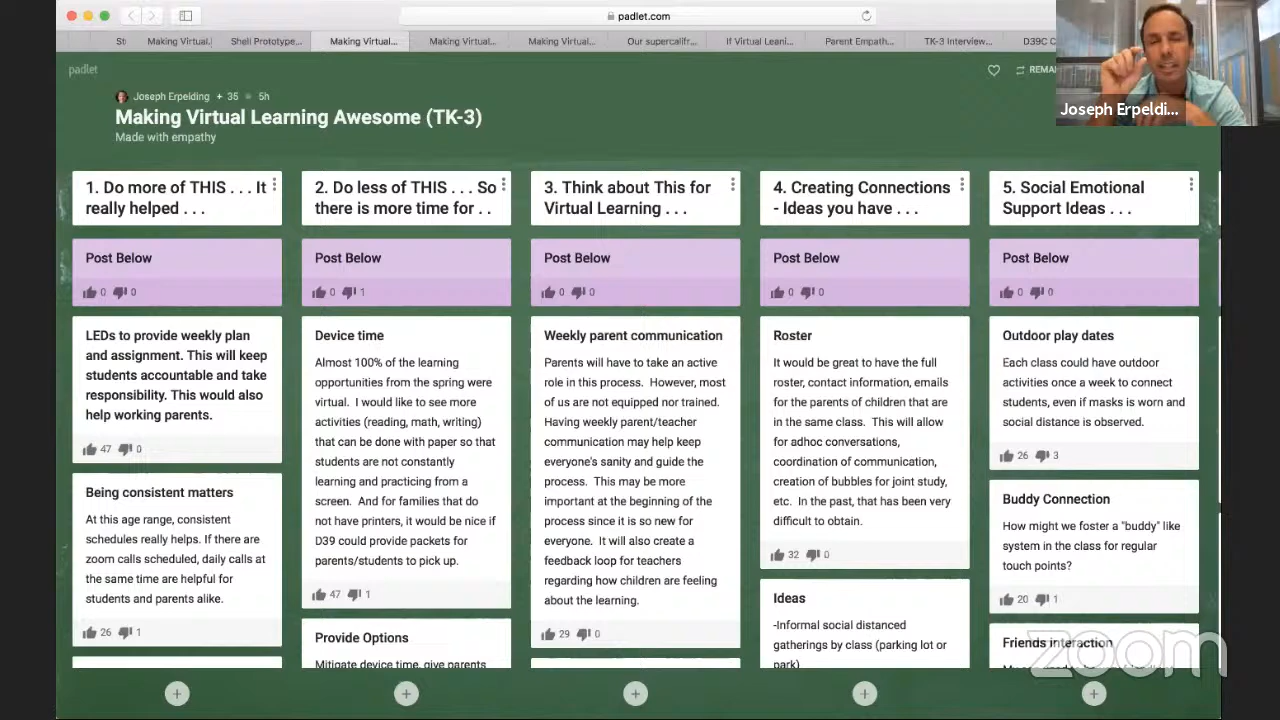 padlet.com
St
Making Virtual.
Shell Prototype...
Making Virtual...
Making Virtual...
Making Virtual...
Our supercalifr...
If Virtual Leani...
Parent Empath...
TK-3 Interview...
D39C C
padlet
REMA
Joseph Erpelding + 35 5h
Making Virtual Learning Awesome (TK-3)
Made with empathy
Joseph Erpeldi...
1. Do more of THIS . . . It
really helped . . .
Post Below
0 0
LEDs to provide weekly plan
and assignment. This will keep
students accountable and take
responsibility. This would also
help working parents.
47 0
Being consistent matters
At this age range, consistent
schedules really helps. If there are
zoom calls scheduled, daily calls at
the same time are helpful for
students and parents alike.
26 1
2. Do less of THIS . . . So
there is more time for . .
Post Below
0 1
Device time
Almost 100% of the learning
opportunities from the spring were
virtual. I would like to see more
activities (reading, math, writing)
that can be done with paper so that
students are not constantly
learning and practicing from a
screen. And for families that do
not have printers, it would be nice if
D39 could provide packets for
parents/students to pick up.
47 1
Provide Options
Mitigate device time, give parents
3. Think about This for
Virtual Learning . . .
Post Below
0 0
Weekly parent communication
Parents will have to take an active
role in this process. However, most
of us are not equipped nor trained.
Having weekly parent/teacher
communication may help keep
everyone's sanity and guide the
process. This may be more
important at the beginning of the
process since it is so new for
everyone. It will also create a
feedback loop for teachers
regarding how children are feeling
about the learning.
29 0
4. Creating Connections
- Ideas you have . . .
Post Below
0 0
Roster
It would be great to have the full
roster, contact information, emails
for the parents of children that are
in the same class. This will allow
for adhoc conversations,
coordination of communication,
creation of bubbles for joint study,
etc. In the past, that has been very
difficult to obtain.
32 0
Ideas
-Informal social distanced
gatherings by class (parking lot or
park)
5. Social Emotional
Support Ideas . . .
Post Below
0 0
Outdoor play dates
Each class could have outdoor
activities once a week to connect
students, even if masks is worn and
social distance is observed.
26 3
Buddy Connection
How might we foster a "buddy" like
system in the class for regular
touch points?
20 1
Friends interaction
zoom